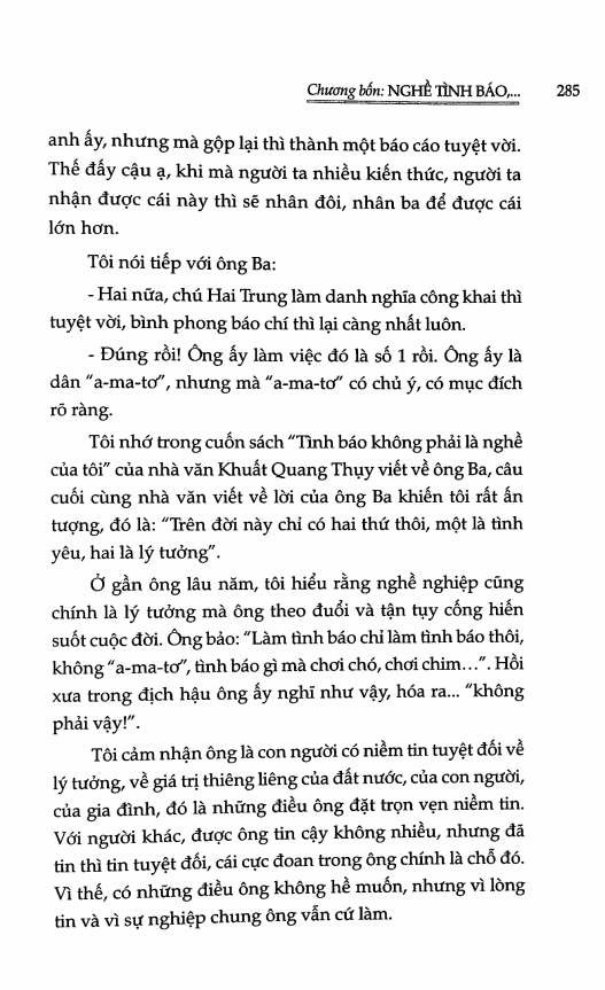 Chương bốn: NGHỀ TÌNH BÁO,... 285
anh ấy, nhưng mà gộp lại thì thành một báo cáo tuyệt vời.
Thế đấy cậu ạ, khi mà người ta nhiều kiến thức, người ta
nhận được cái này thì sẽ nhân đôi, nhân ba để được cái
lớn hơn.
Tôi nói tiếp với ông Ba:
- Hai nữa, chú Hai Trung làm danh nghĩa công khai thì
tuyệt vời, bình phong báo chí thì lại càng nhất luôn.
- Đúng rồi! Ông ấy làm việc đó là số 1 rồi. Ông ấy là
dân "a-ma-tơ", nhưng mà "a-ma-tơ" có chủ ý, có mục đích
rõ ràng.
Tôi nhớ trong cuốn sách "Tình báo không phải là nghề
của tôi" của nhà văn Khuất Quang Thụy viết về ông Ba, câu
cuối cùng nhà văn viết về lời của ông Ba khiến tôi rất ấn
tượng, đó là: "Trên đời này chỉ có hai thứ thôi, một là tình
yêu, hai là lý tưởng".
Ở gần ông lâu năm, tôi hiểu rằng nghề nghiệp cũng
chính là lý tưởng mà ông theo đuổi và tận tụy cống hiến
suốt cuộc đời. Ông bảo: "Làm tình báo chỉ làm tình báo thôi,
không "a-ma-tơ", tình báo gì mà chơi chó, chơi chim...". Hồi
xưa trong địch hậu ông ấy nghĩ như vậy, hóa ra... "không
phải vậy!".
Tôi cảm nhận ông là con người có niềm tin tuyệt đối về
lý tưởng, về giá trị thiêng liêng của đất nước, của con người,
của gia đình, đó là những điều ông đặt trọn vẹn niềm tin.
Với người khác, được ông tin cậy không nhiều, nhưng đã
tin thì tin tuyệt đối, cái cực đoan trong ông chính là chỗ đó.
Vì thế, có những điều ông không hề muốn, nhưng vì lòng
tin và vì sự nghiệp chung ông vẫn cứ làm.